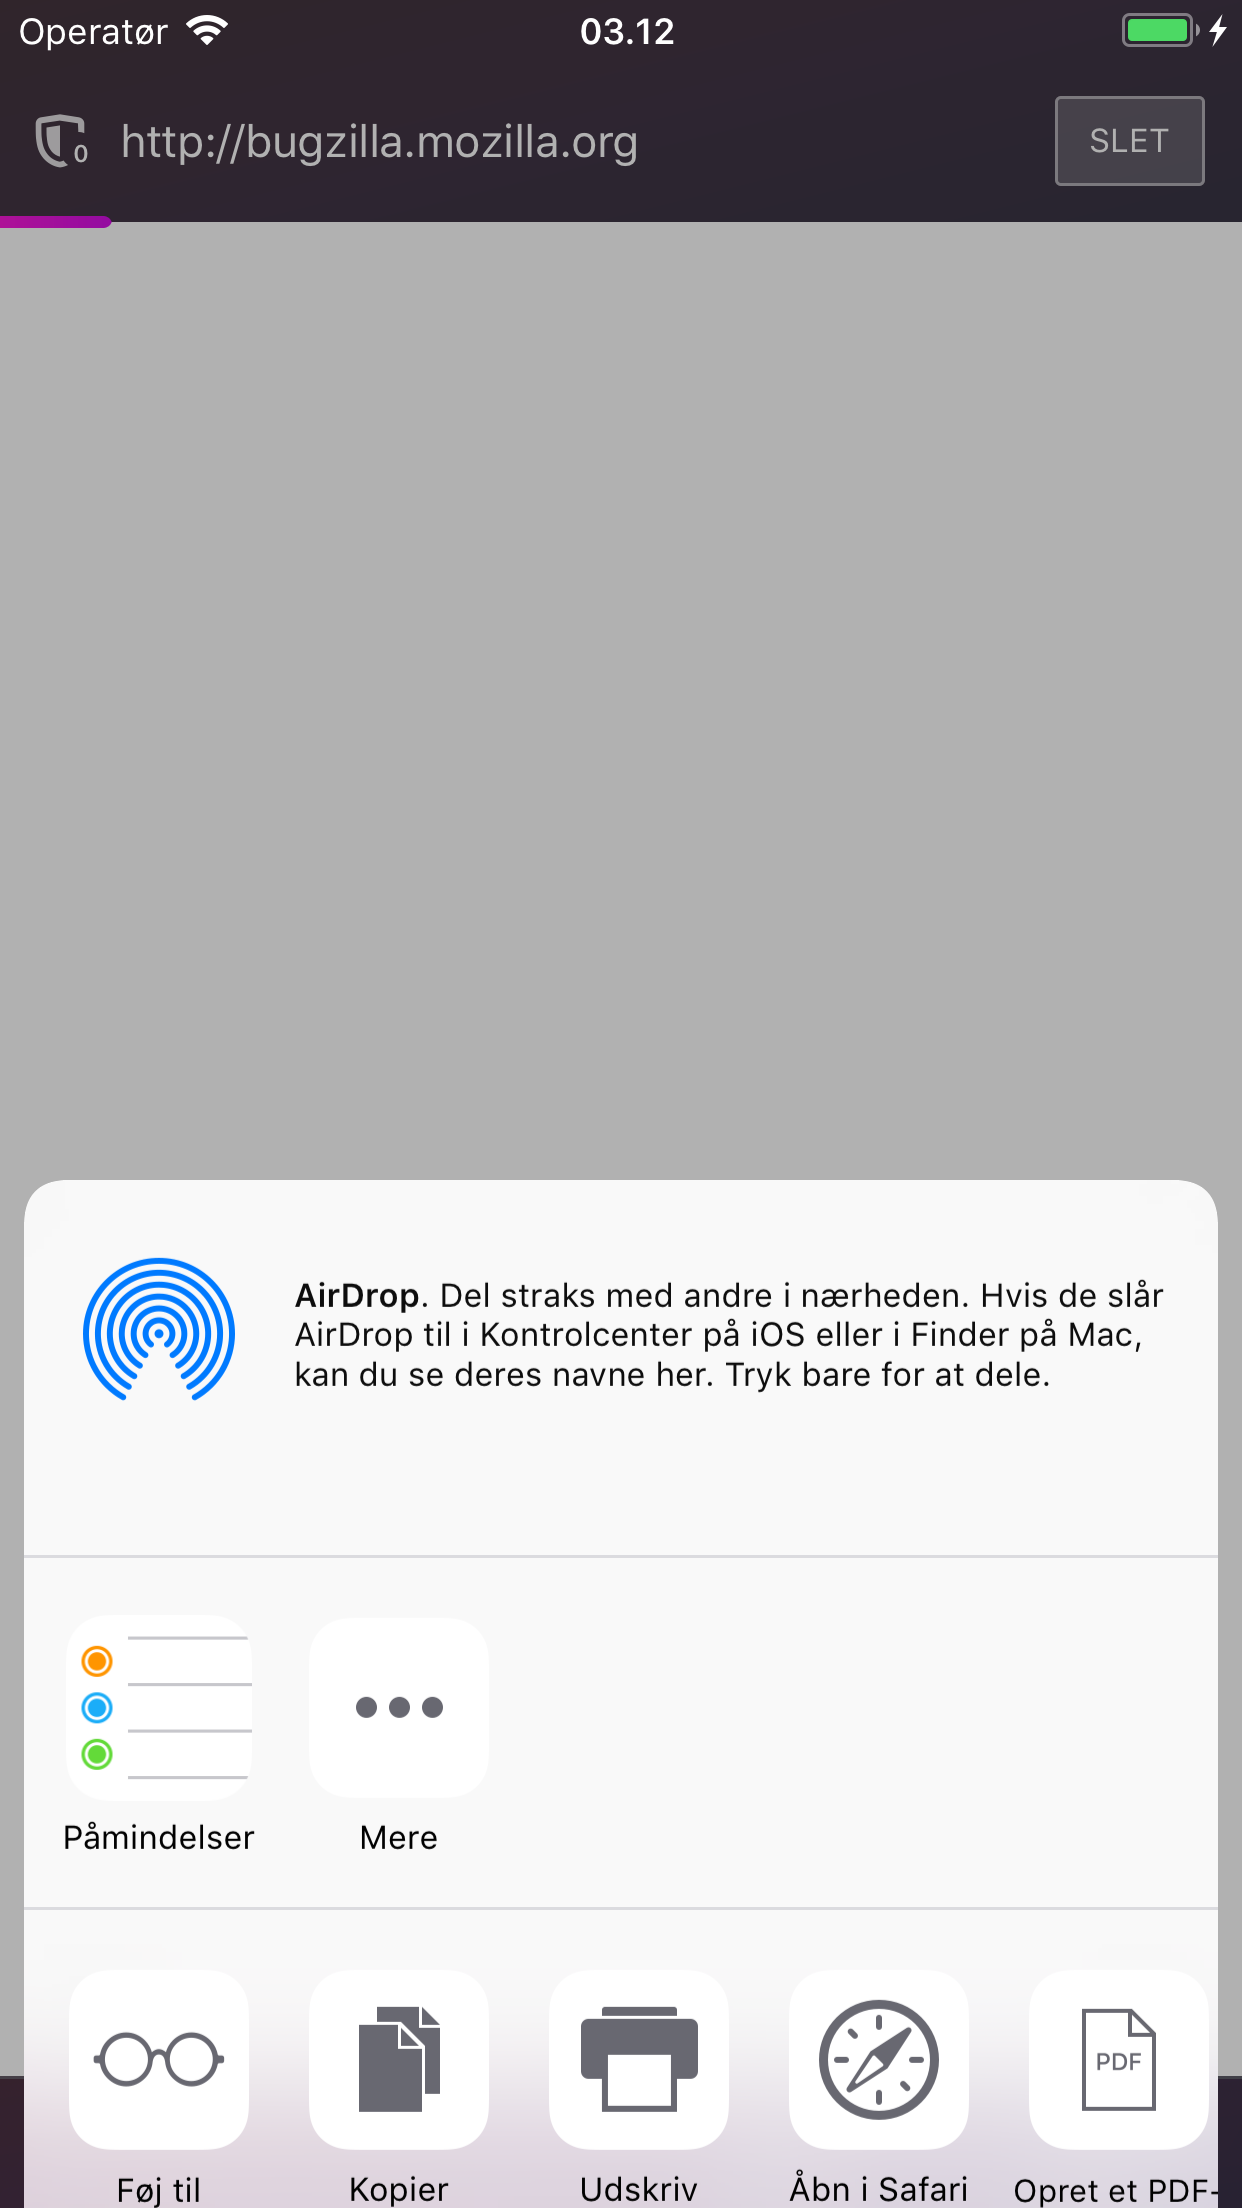 Operatør 03.12
0 http://bugzilla.mozilla.org SLET
AirDrop. Del straks med andre i nærheden. Hvis de slår
AirDrop til i Kontrolcenter på iOS eller i Finder på Mac,
kan du se deres navne her. Tryk bare for at dele.
Påmindelser Mere
PDF
Føj til Kopier Udskriv Åbn i Safari Opret et PDF-